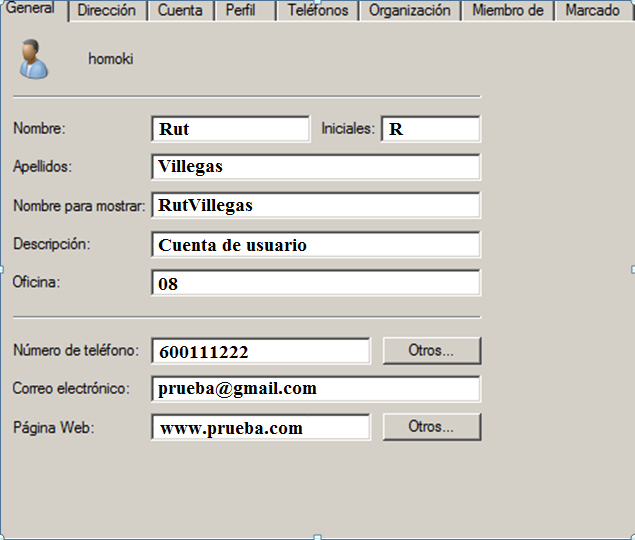 General Dirección Cuenta Perfil Teléfonos Organización Miembro de Marcado
homoki
Nombre: Rut Iniciales: R
Apellidos: Villegas
Nombre para mostrar: RutVillegas
Descripción: Cuenta de usuario
Oficina: 08
Número de teléfono: 600111222 Otros...
Correo electrónico: prueba@gmail.com
Página Web: www.prueba.com Otros...